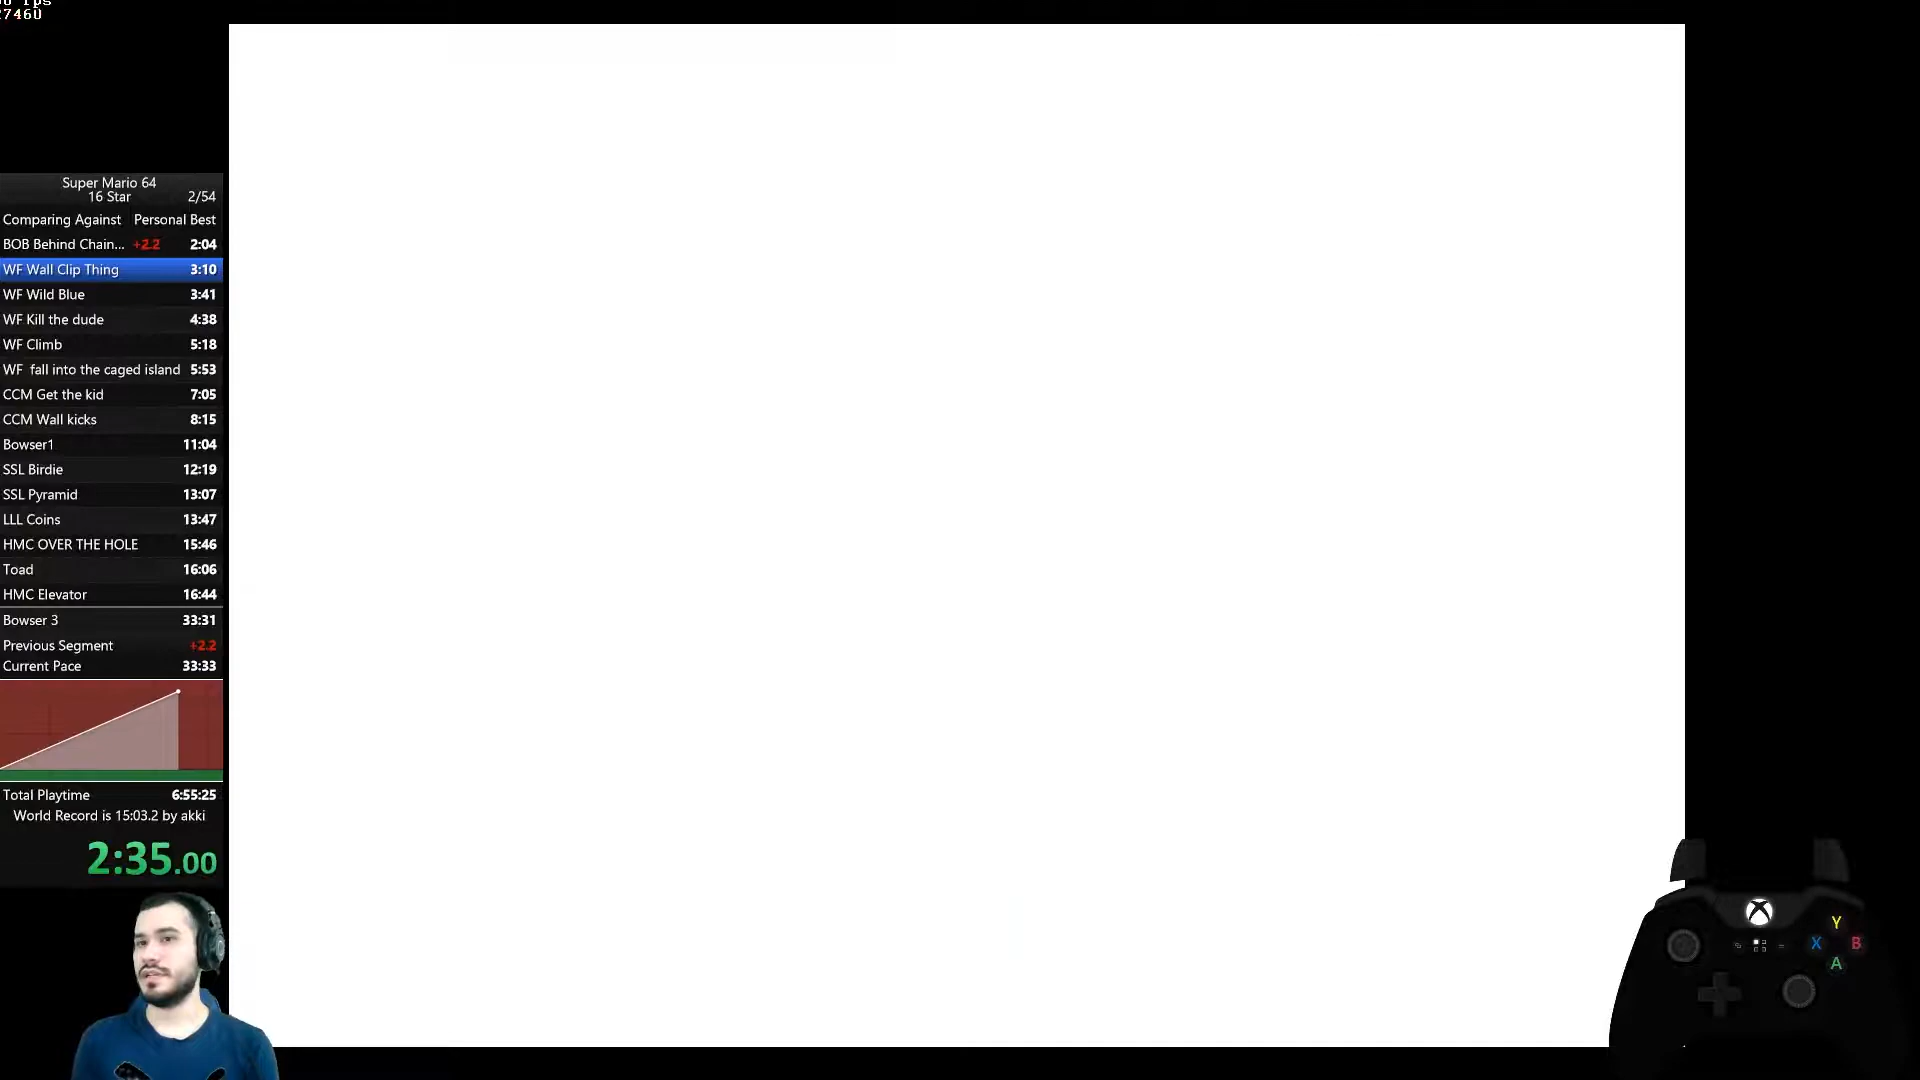 27460
Super Mario 64
16 Star 2/54
Comparing Against Personal Best
BOB Behind Chain... +2.2 2:04
WF Wall Clip Thing 3:10
WF Wild Blue 3:41
WF Kill the dude 4:38
WF Climb 5:18
WF fall into the caged island 5:53
CCM Get the kid 7:05
CCM Wall kicks 8:15
Bowser1 11:04
SSL Birdie 12:19
SSL Pyramid 13:07
LLL Coins 13:47
HMC OVER THE HOLE 15:46
Toad 16:06
HMC Elevator 16:44
Bowser 3 33:31
Previous Segment +2.2
Current Pace 33:33
Total Playtime 6:55:25
World Record is 15:03.2 by akki
2:35.00
Y
X B
A